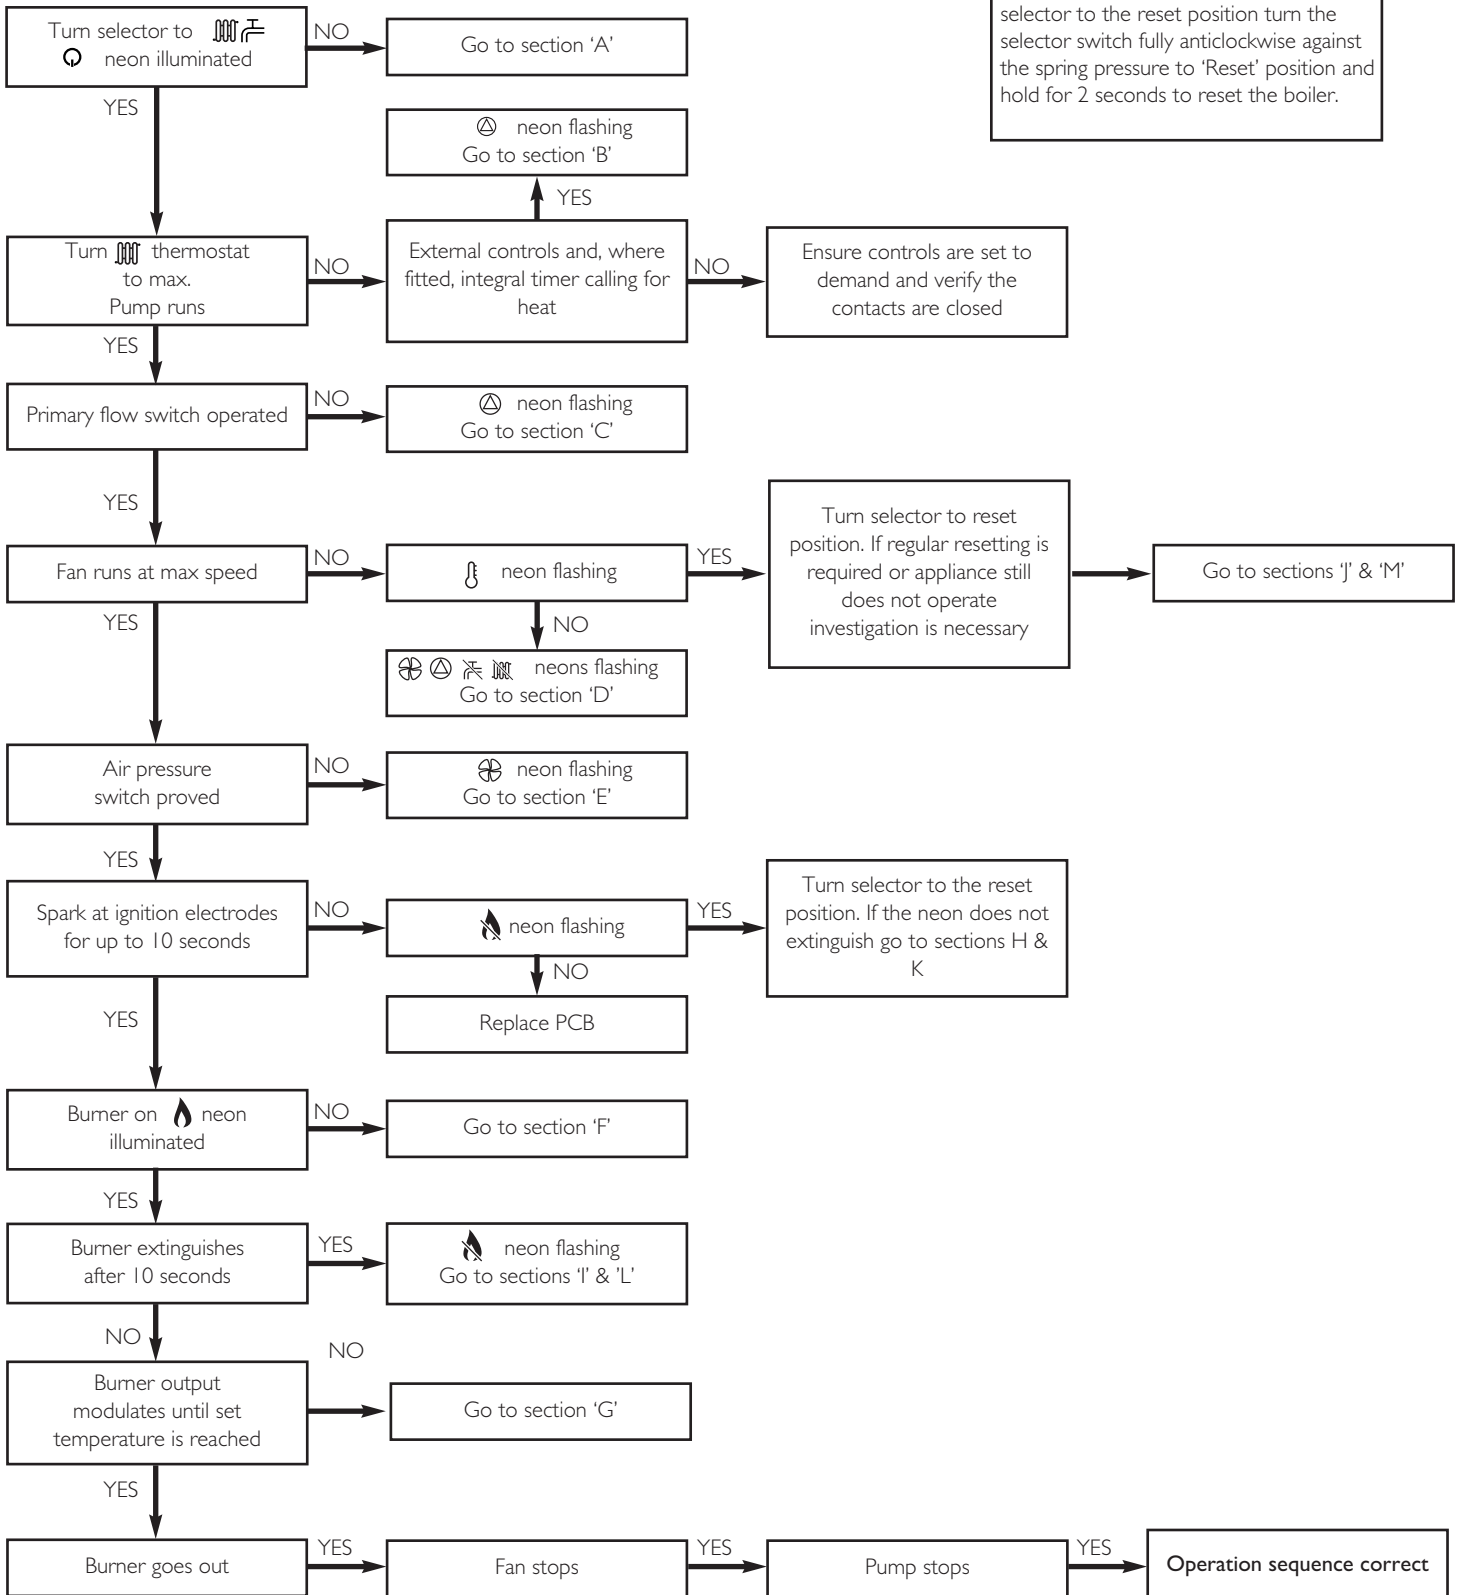 Turn selector to
neon illuminated
NO
Go to section ‘A’
selector to the reset position turn the
selector switch fully anticlockwise against
the spring pressure to ‘Reset’ position and
hold for 2 seconds to reset the boiler.
YES
neon flashing
Go to section ‘B’
YES
Turn thermostat
to max.
Pump runs
NO
External controls and, where
fitted, integral timer calling for
heat
NO
Ensure controls are set to
demand and verify the
contacts are closed
YES
Primary flow switch operated
NO
neon flashing
Go to section ‘C’
YES
Fan runs at max speed
NO
neon flashing
YES
Turn selector to reset
position. If regular resetting is
required or appliance still
does not operate
investigation is necessary
Go to sections ‘J’ & ‘M’
NO
neons flashing
Go to section ‘D’
YES
Air pressure
switch proved
NO
neon flashing
Go to section ‘E’
YES
Spark at ignition electrodes
for up to 10 seconds
NO
neon flashing
YES
Turn selector to the reset
position. If the neon does not
extinguish go to sections H &
K
NO
Replace PCB
YES
Burner on neon
illuminated
NO
Go to section ‘F’
YES
Burner extinguishes
after 10 seconds
YES
neon flashing
Go to sections ‘I’ & ’L’
NO
Burner output
modulates until set
temperature is reached
NO
Go to section ‘G’
YES
Burner goes out
YES
Fan stops
YES
Pump stops
YES
Operation sequence correct